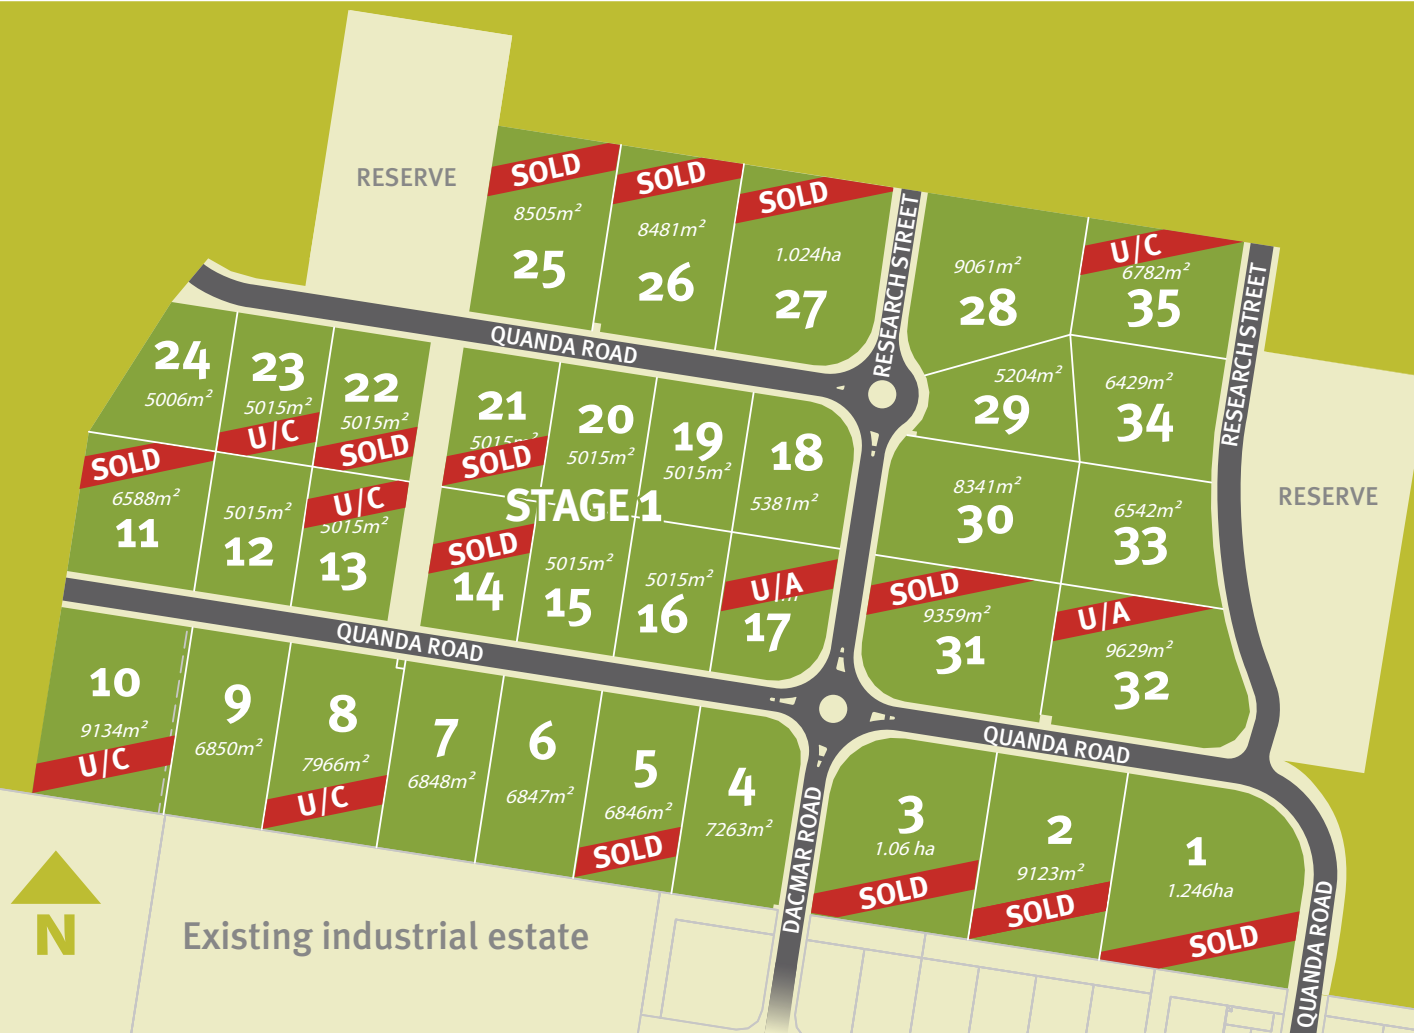 RESERVE
SOLD
8505m²
25
SOLD
8481m²
26
SOLD
1.024ha
27
RESEARCH STREET
9061m²
28
U/C
6782m²
35
RESEARCH STREET
QUANDA ROAD
24
5006m²
23
5015m²
U/C
22
5015m²
SOLD
21
5015m²
SOLD
20
5015m²
19
5015m²
18
5381m²
5204m²
29
6429m²
34
RESERVE
SOLD
6588m²
11
5015m²
12
U/C
5015m²
13
STAGE 1
SOLD
14
5015m²
15
5015m²
16
U/A
17
8341m²
30
6542m²
33
SOLD
9359m²
31
U/A
9629m²
32
QUANDA ROAD
QUANDA ROAD
10
9134m²
U/C
9
6850m²
8
7966m²
U/C
7
6848m²
6
6847m²
5
6846m²
SOLD
4
7263m²
DACMAR ROAD
3
1.06 ha
SOLD
2
9123m²
SOLD
1
1.246ha
SOLD
QUANDA ROAD
N
Existing industrial estate